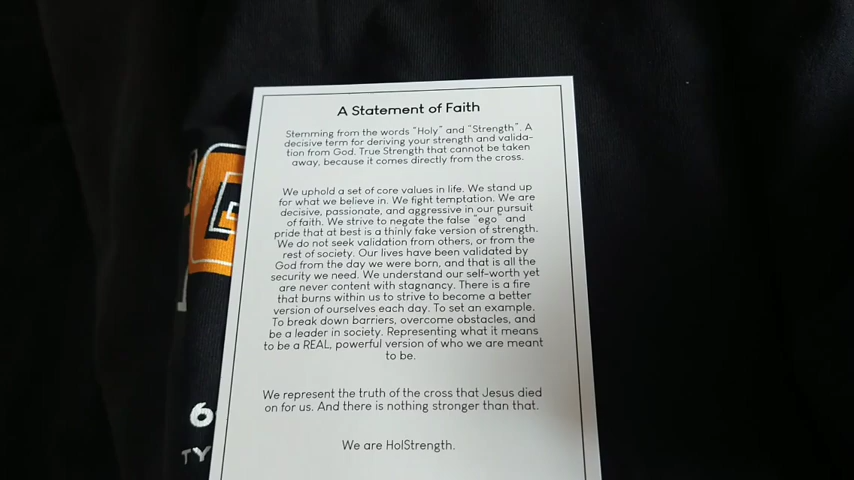 A Statement of Faith
Stemming from the words "Holy" and "Strength". A
decisive term for deriving your strength and valida-
tion from God. True Strength that cannot be taken
away, because it comes directly from the cross.
We uphold a set of core values in life. We stand up
for what we believe in. We fight temptation. We are
decisive, passionate, and aggressive in our pursuit
of faith. We strive to negate the false "ego" and
pride that at best is a thinly fake version of strength.
We do not seek validation from others, or from the
rest of society. Our lives have been validated by
God from the day we were born, and that is all the
security we need. We understand our self-worth yet
are never content with stagnancy. There is a fire
that burns within us to strive to become a better
version of ourselves each day. To set an example.
To break down barriers, overcome obstacles, and
be a leader in society. Representing what it means
to be a REAL, powerful version of who we are meant
to be.
We represent the truth of the cross that Jesus died
on for us. And there is nothing stronger than that.
We are HolStrength.
6
TY